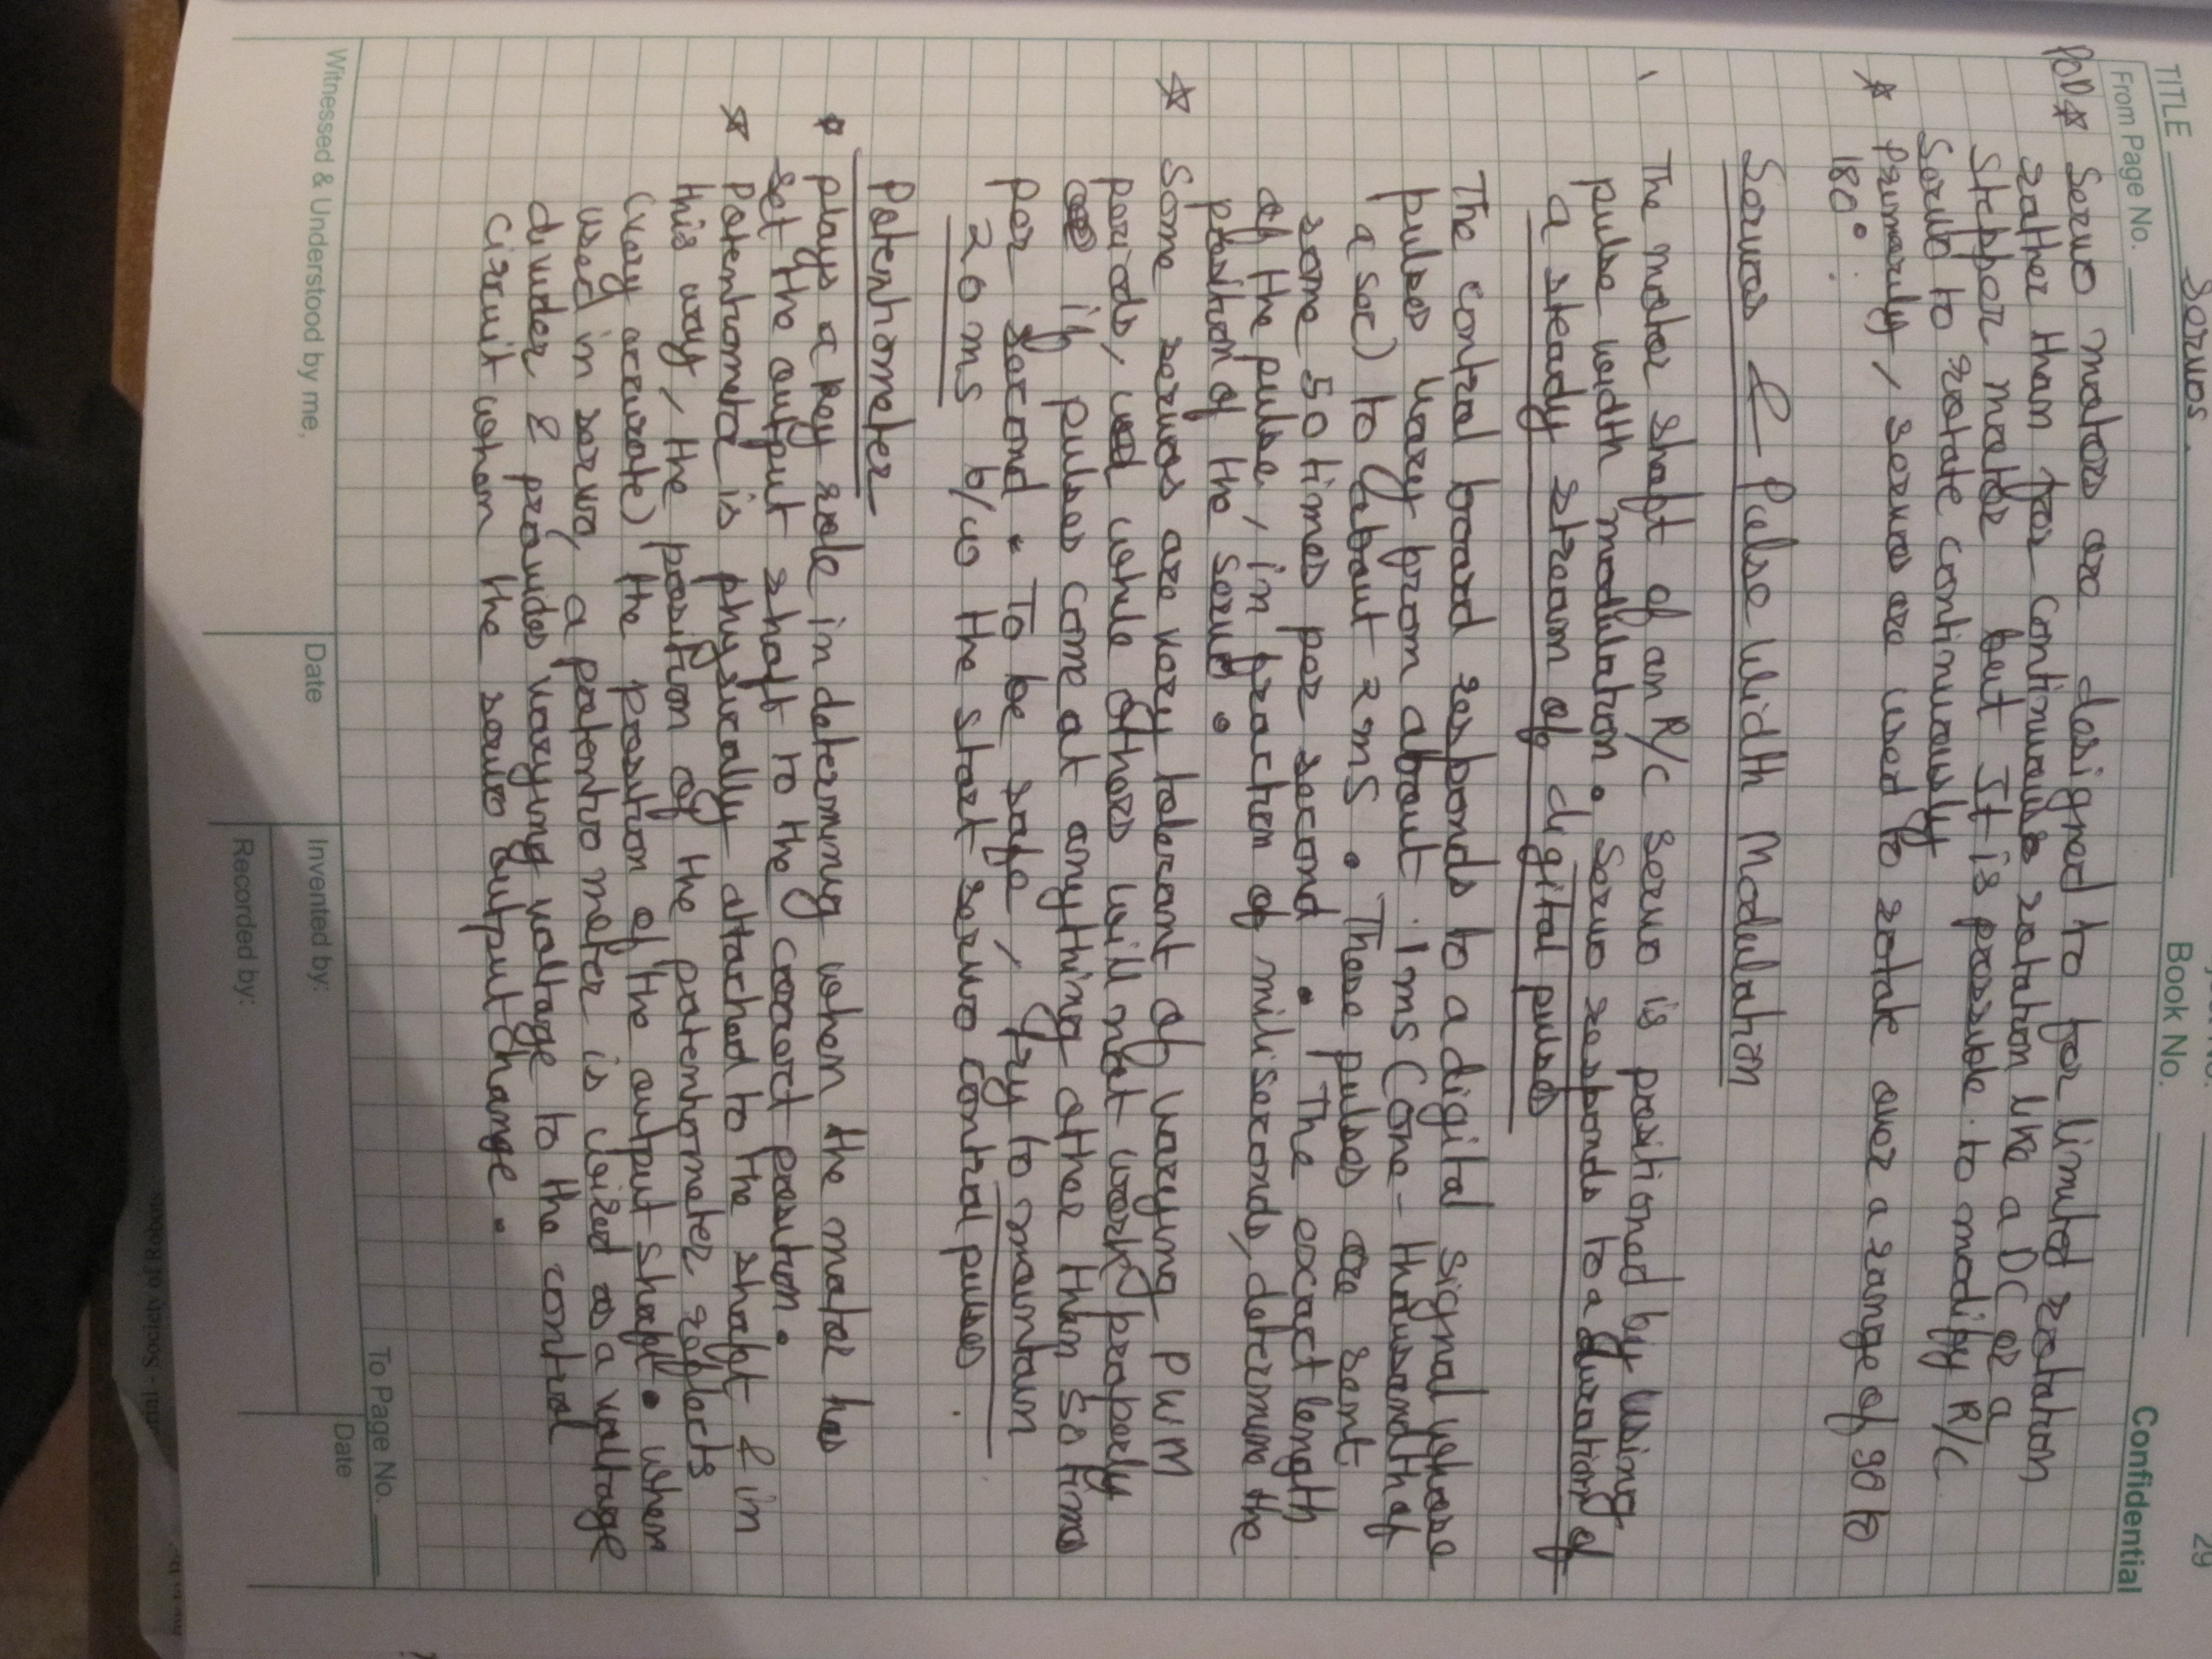 Servos.
29
TITLE
Book No.
Confidential
From Page No.
☆ Servo motors are designed to for limited rotation
rather than for continuous rotation like a DC or a
Stepper motor but It is possible to modify R/C
Servo to rotate continuously
☆ Primarily, servos are used to rotate over a range of 90 to
180°.
Servos & Pulse Width Modulation
The motor shaft of an R/C servo is positioned by using
pulse width modulation. Servo responds to a duration of
a steady stream of digital pulses
The control board responds to a digital signal whose
pulses vary from about 1ms (one-thousandth of
a sec) to about 2ms. These pulses are sent
some 50 times per second. The exact length
of the pulse, in fraction of miliseconds, determine the
position of the servo.
☆ Some servos are very tolerant of varying PWM
periods, while others will not work properly
if pulses come at anything other than 50 times
per second. To be safe, try to maintain
20ms b/w the start servo control pulses.
Potentiometer
plays a key role in determinig when the motor has
set the output shaft to the correct position.
☆ Potentiometer is physically attached to the shaft & in
this way, the position of the potentiometer reflects
(very accurate) the position of the output shaft. When
used in servo, a potentiometer is wired as a voltage
divider & provides varying voltage to the control
circuit when the servo output change.
To Page No.
Witnessed & Understood by me,
Date
Invented by:
Date
Recorded by:
Society of Robots